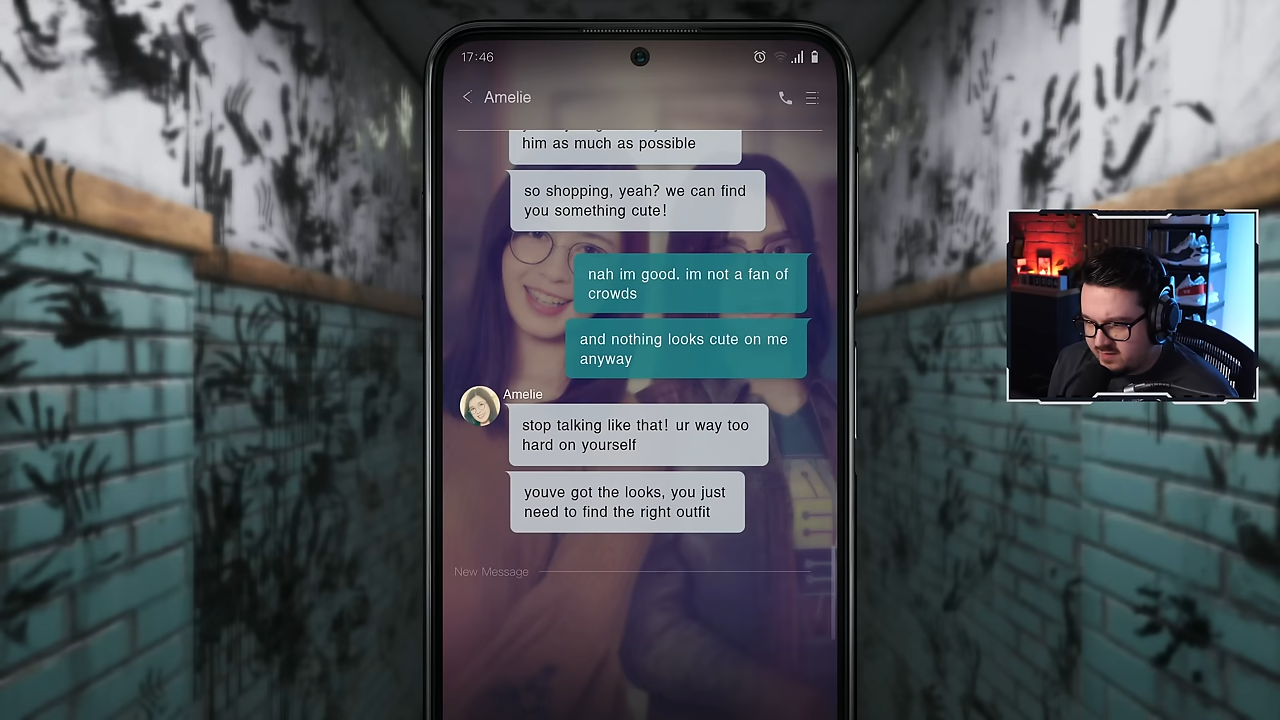 17:46
Amelie
him as much as possible
so shopping, yeah? we can find
you something cute!
nah im good. im not a fan of
crowds
and nothing looks cute on me
anyway
Amelie
stop talking like that! ur way too
hard on yourself
youve got the looks, you just
need to find the right outfit
New Message